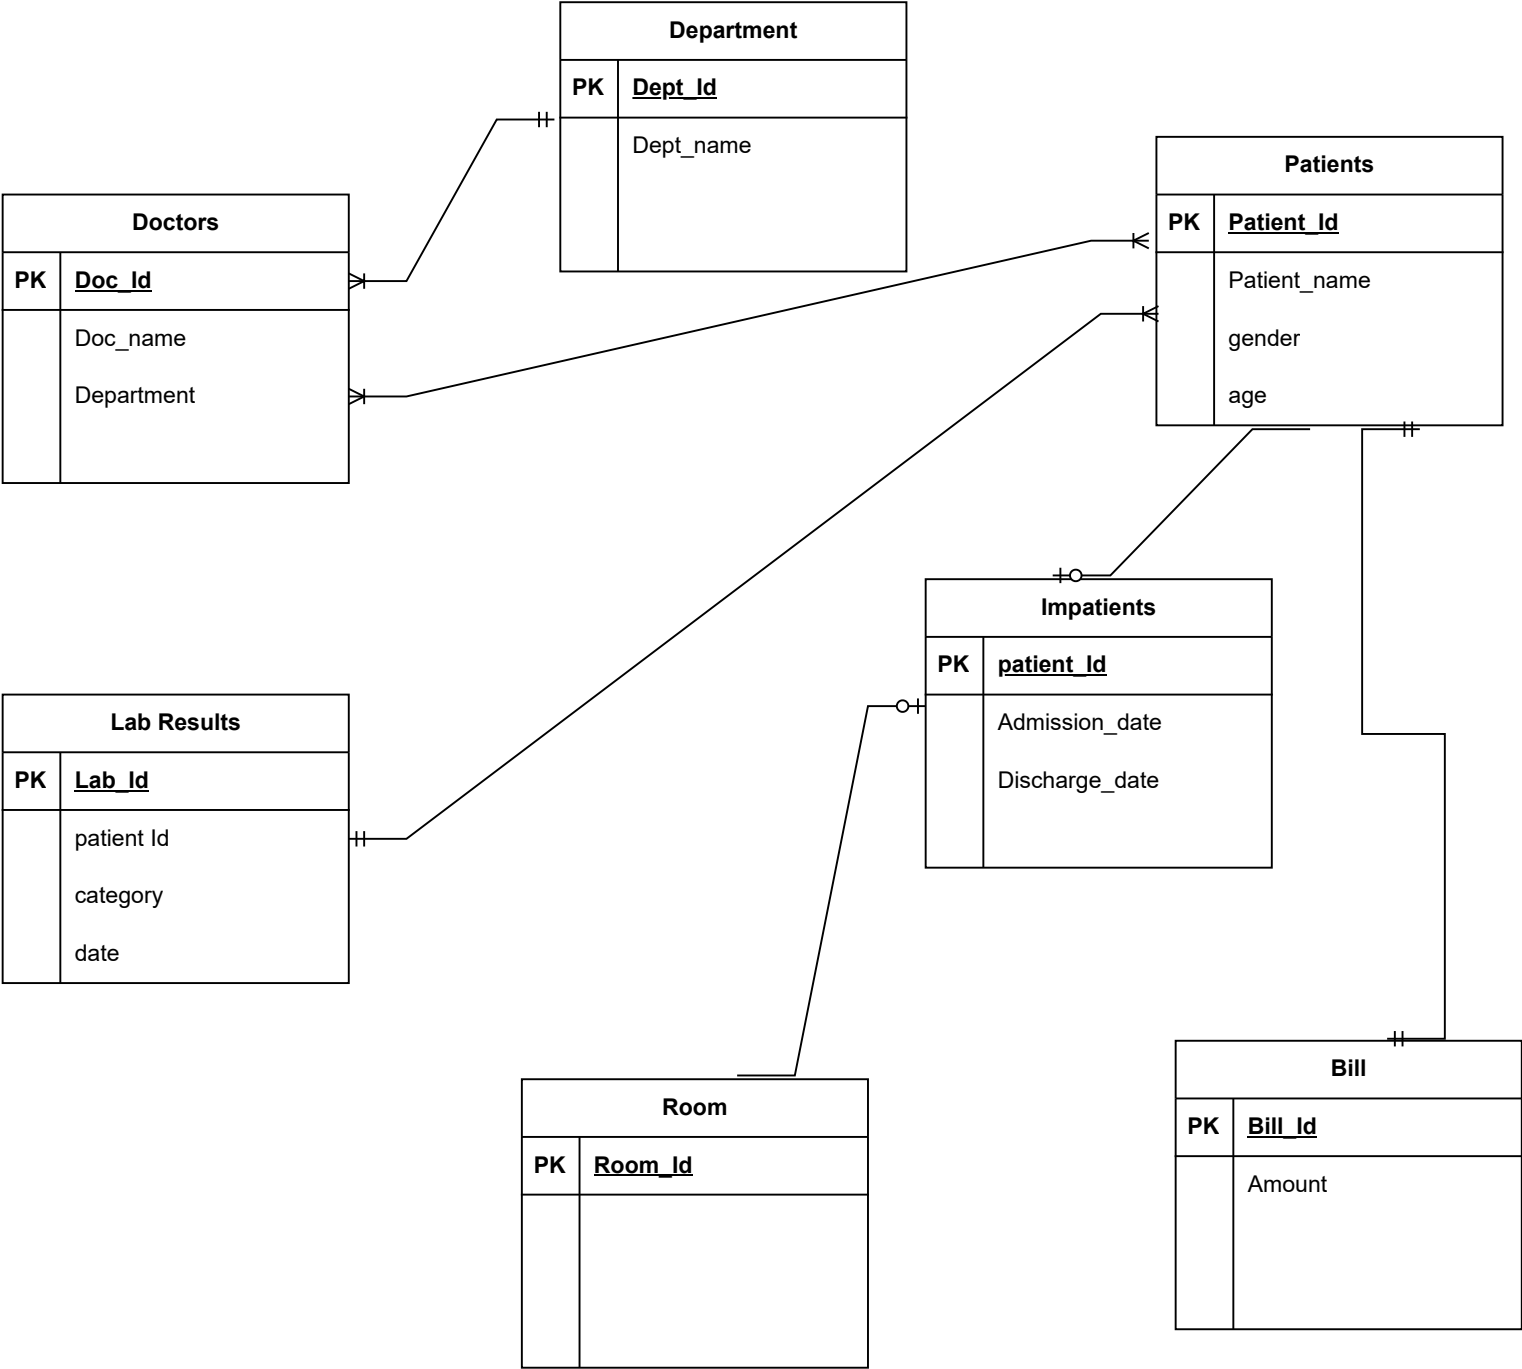 Department
PK Dept_Id
Dept_name
Patients
PK Patient_Id
Patient_name
gender
age
Doctors
PK Doc_Id
Doc_name
Department
Impatients
PK patient_Id
Admission_date
Discharge_date
Lab Results
PK Lab_Id
patient Id
category
date
Room
PK Room_Id
Bill
PK Bill_Id
Amount